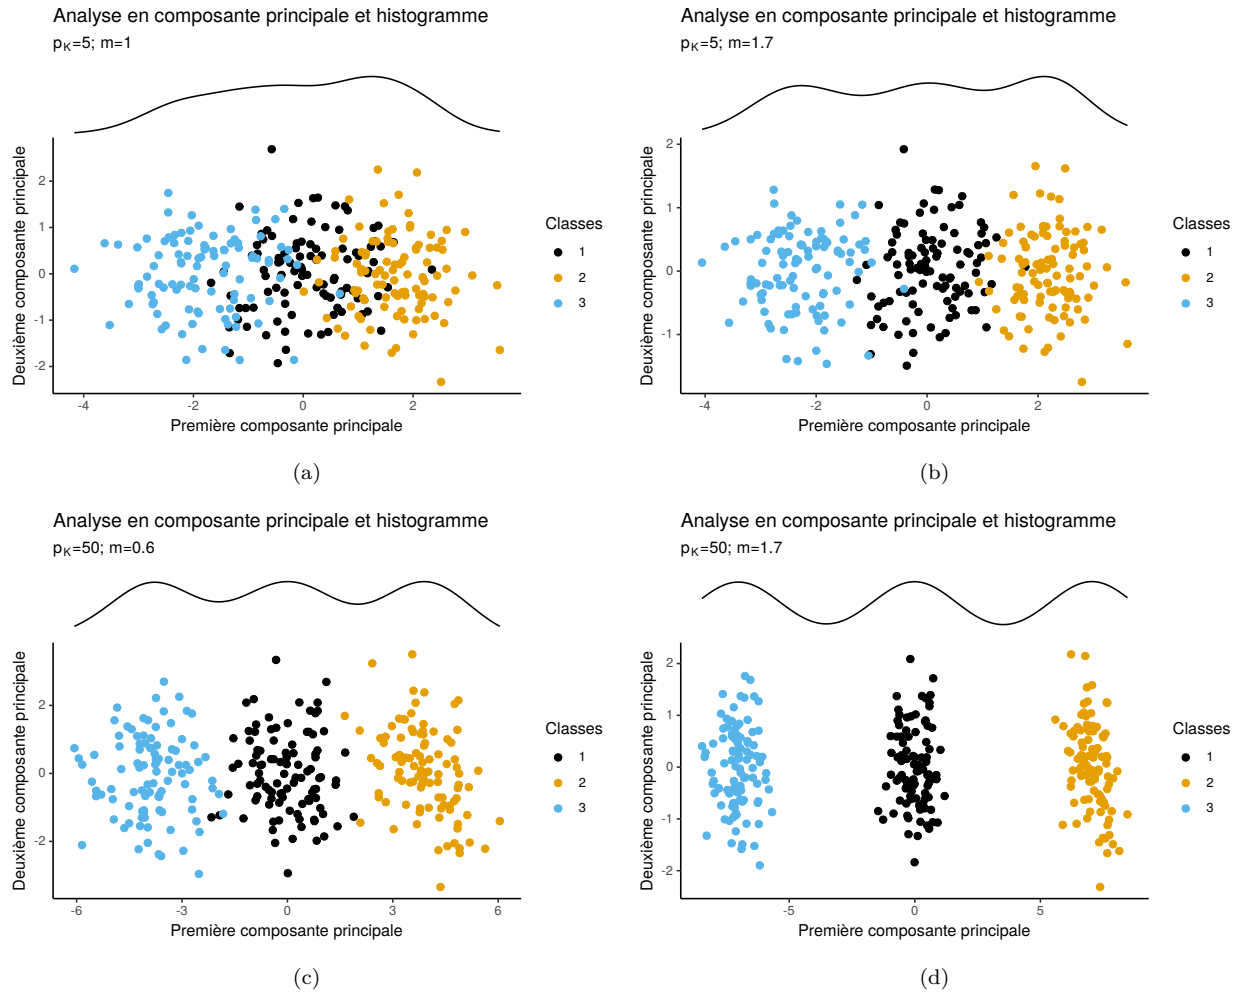 Analyse en composante principale et histogramme
pK=5; m=1
Deuxième composante principale
2
1
0
-1
-2
-4
-2
0
2
Première composante principale
Classes
1
2
3
(a)
Analyse en composante principale et histogramme
pK=5; m=1.7
Deuxième composante principale
2
1
0
-1
-4
-2
0
2
Première composante principale
Classes
1
2
3
(b)
Analyse en composante principale et histogramme
pK=50; m=0.6
Deuxième composante principale
2
0
-2
-6
-3
0
3
6
Première composante principale
Classes
1
2
3
(c)
Analyse en composante principale et histogramme
pK=50; m=1.7
Deuxième composante principale
2
1
0
-1
-2
-5
0
5
Première composante principale
Classes
1
2
3
(d)